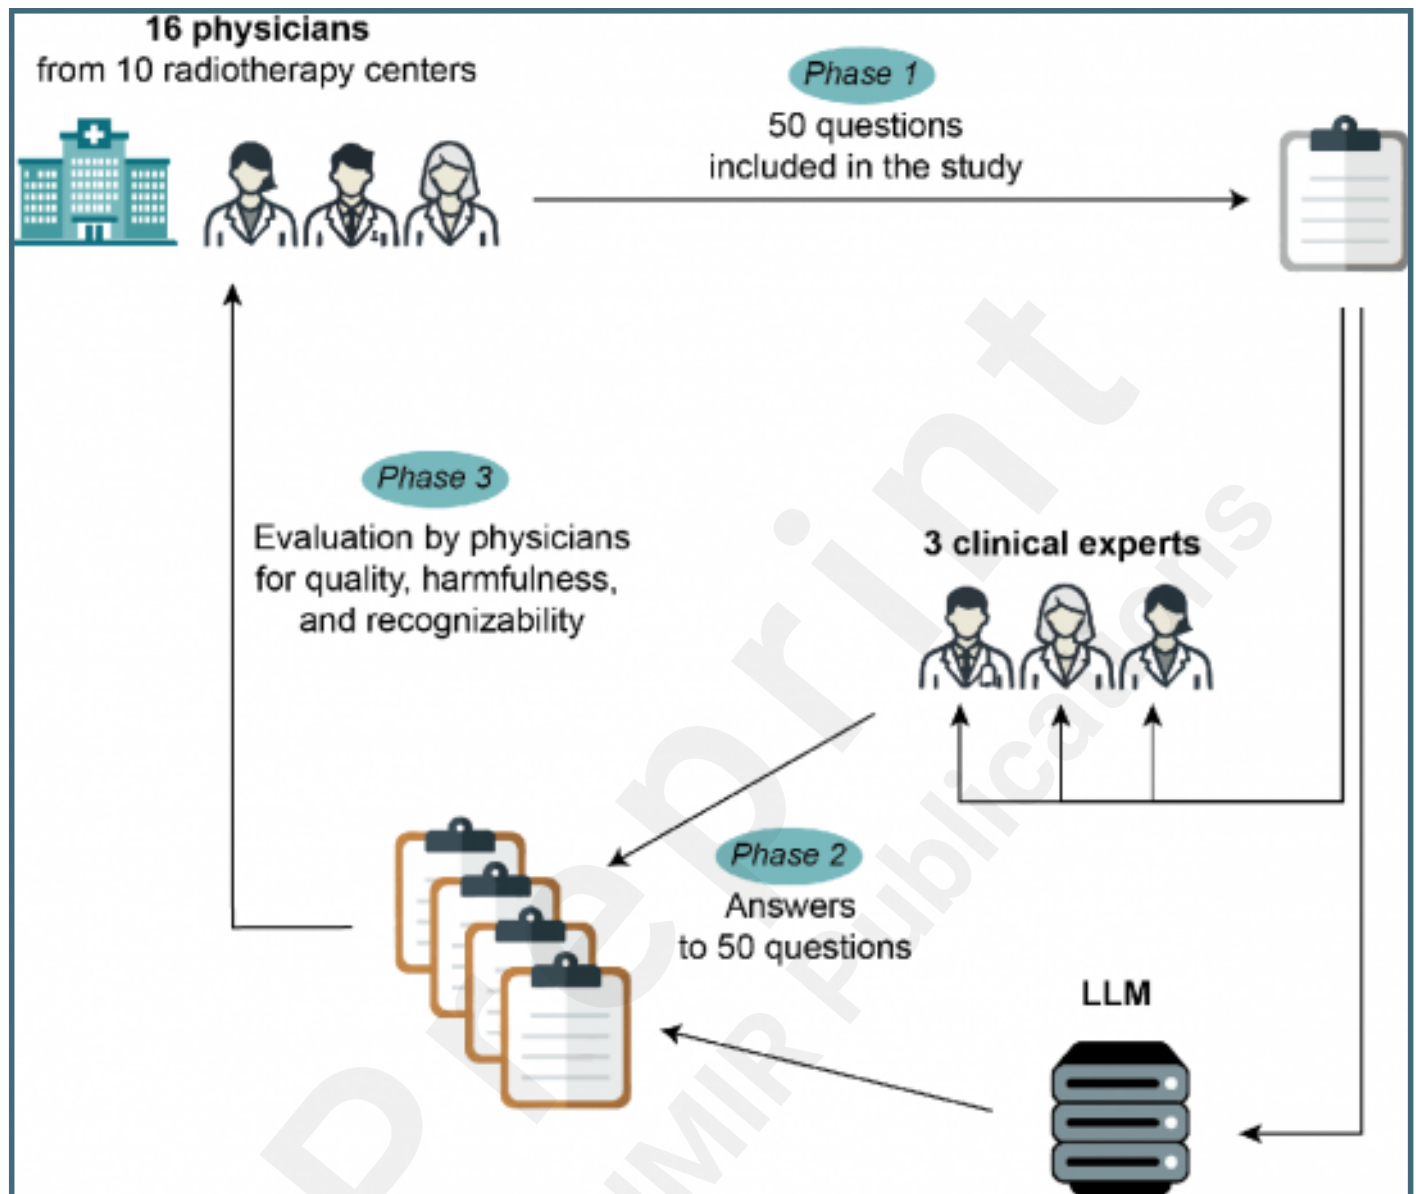 16 physicians
from 10 radiotherapy centers
Phase 1
50 questions
included in the study
Phase 3
Evaluation by physicians
for quality, harmfulness,
and recognizability
3 clinical experts
Phase 2
Answers
to 50 questions
LLM
Preprint
JMIR Publications